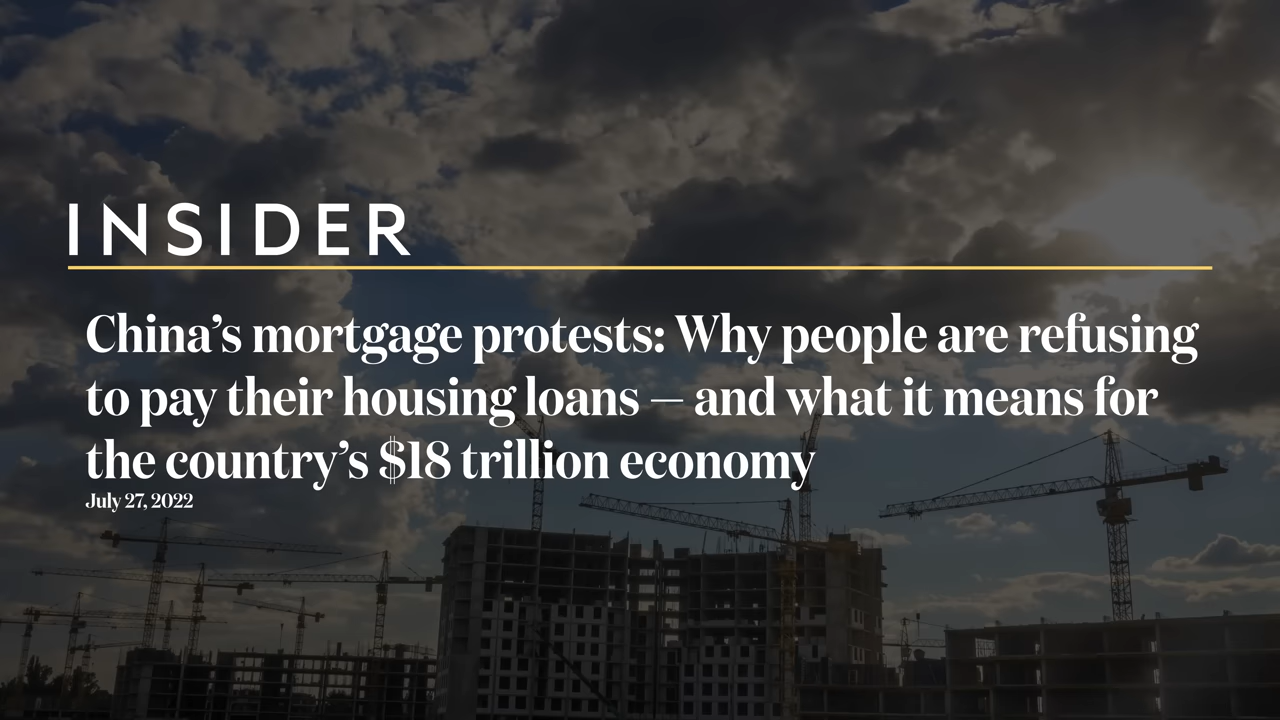 INSIDER
China’s mortgage protests: Why people are refusing
to pay their housing loans — and what it means for
the country’s $18 trillion economy
July 27, 2022